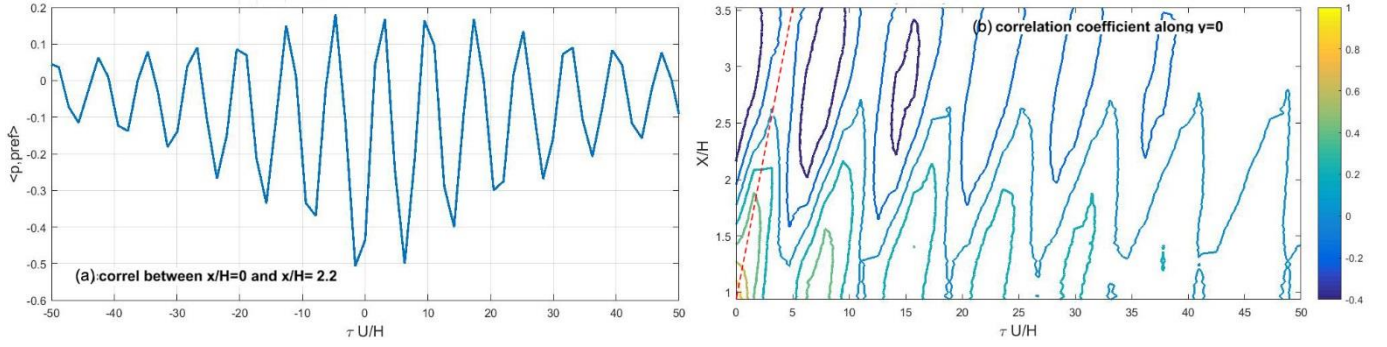 0.2
0.1
0
-0.1
-0.2
-0.3
-0.4
-0.5
-0.6
<p,pref>
(a) correl between x/H=0 and x/H= 2.2
-50 -40 -30 -20 -10 0 10 20 30 40 50
τ U/H
3.5
3
2.5
2
1.5
1
X/H
(b) correlation coefficient along y=0
0 5 10 15 20 25 30 35 40 45 50
τ U/H
1
0.8
0.6
0.4
0.2
0
-0.2
-0.4